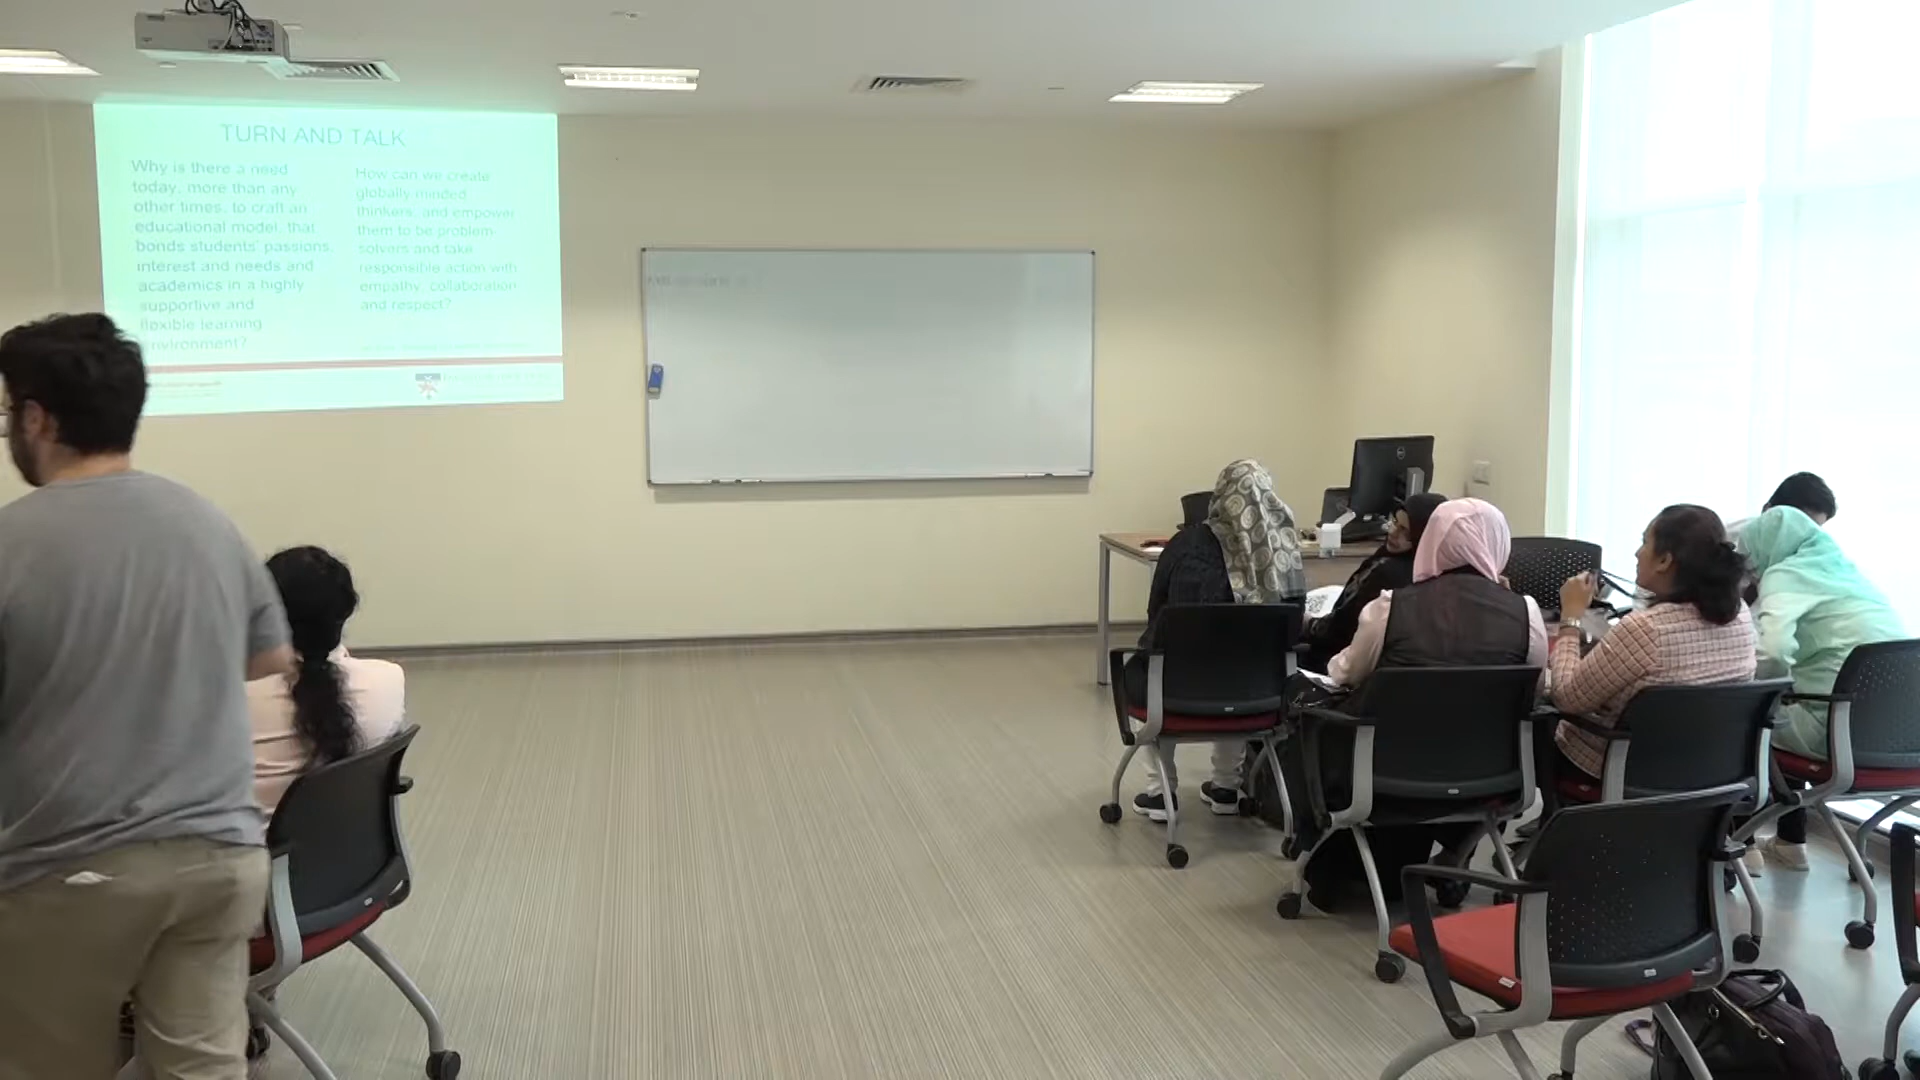 TURN AND TALK
Why is there a need
today, more than any
other times, to craft an
educational model, that
bonds students' passions,
interest and needs and
academics in a highly
supportive and
flexible learning
environment?
How can we create
globally minded
thinkers, and empower
them to be problem-
solvers and take
responsible action with
empathy, collaboration
and respect?